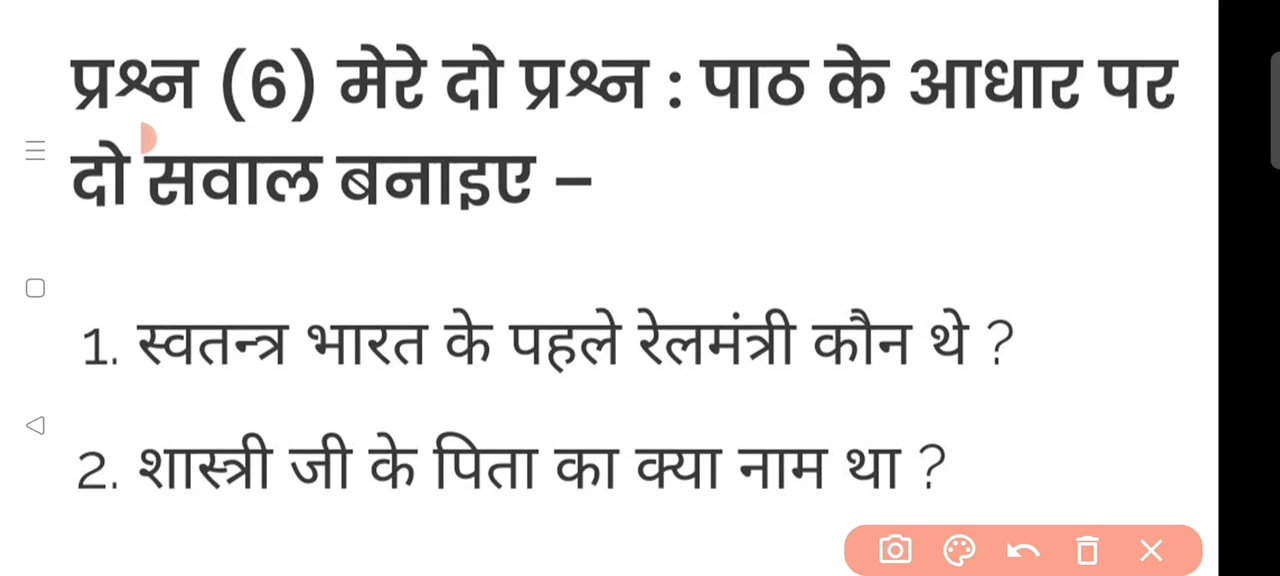 प्रश्न (6) मेरे दो प्रश्न : पाठ के आधार पर
दो सवाल बनाइए –
1. स्वतन्त्र भारत के पहले रेलमंत्री कौन थे ?
2. शास्त्री जी के पिता का क्या नाम था ?